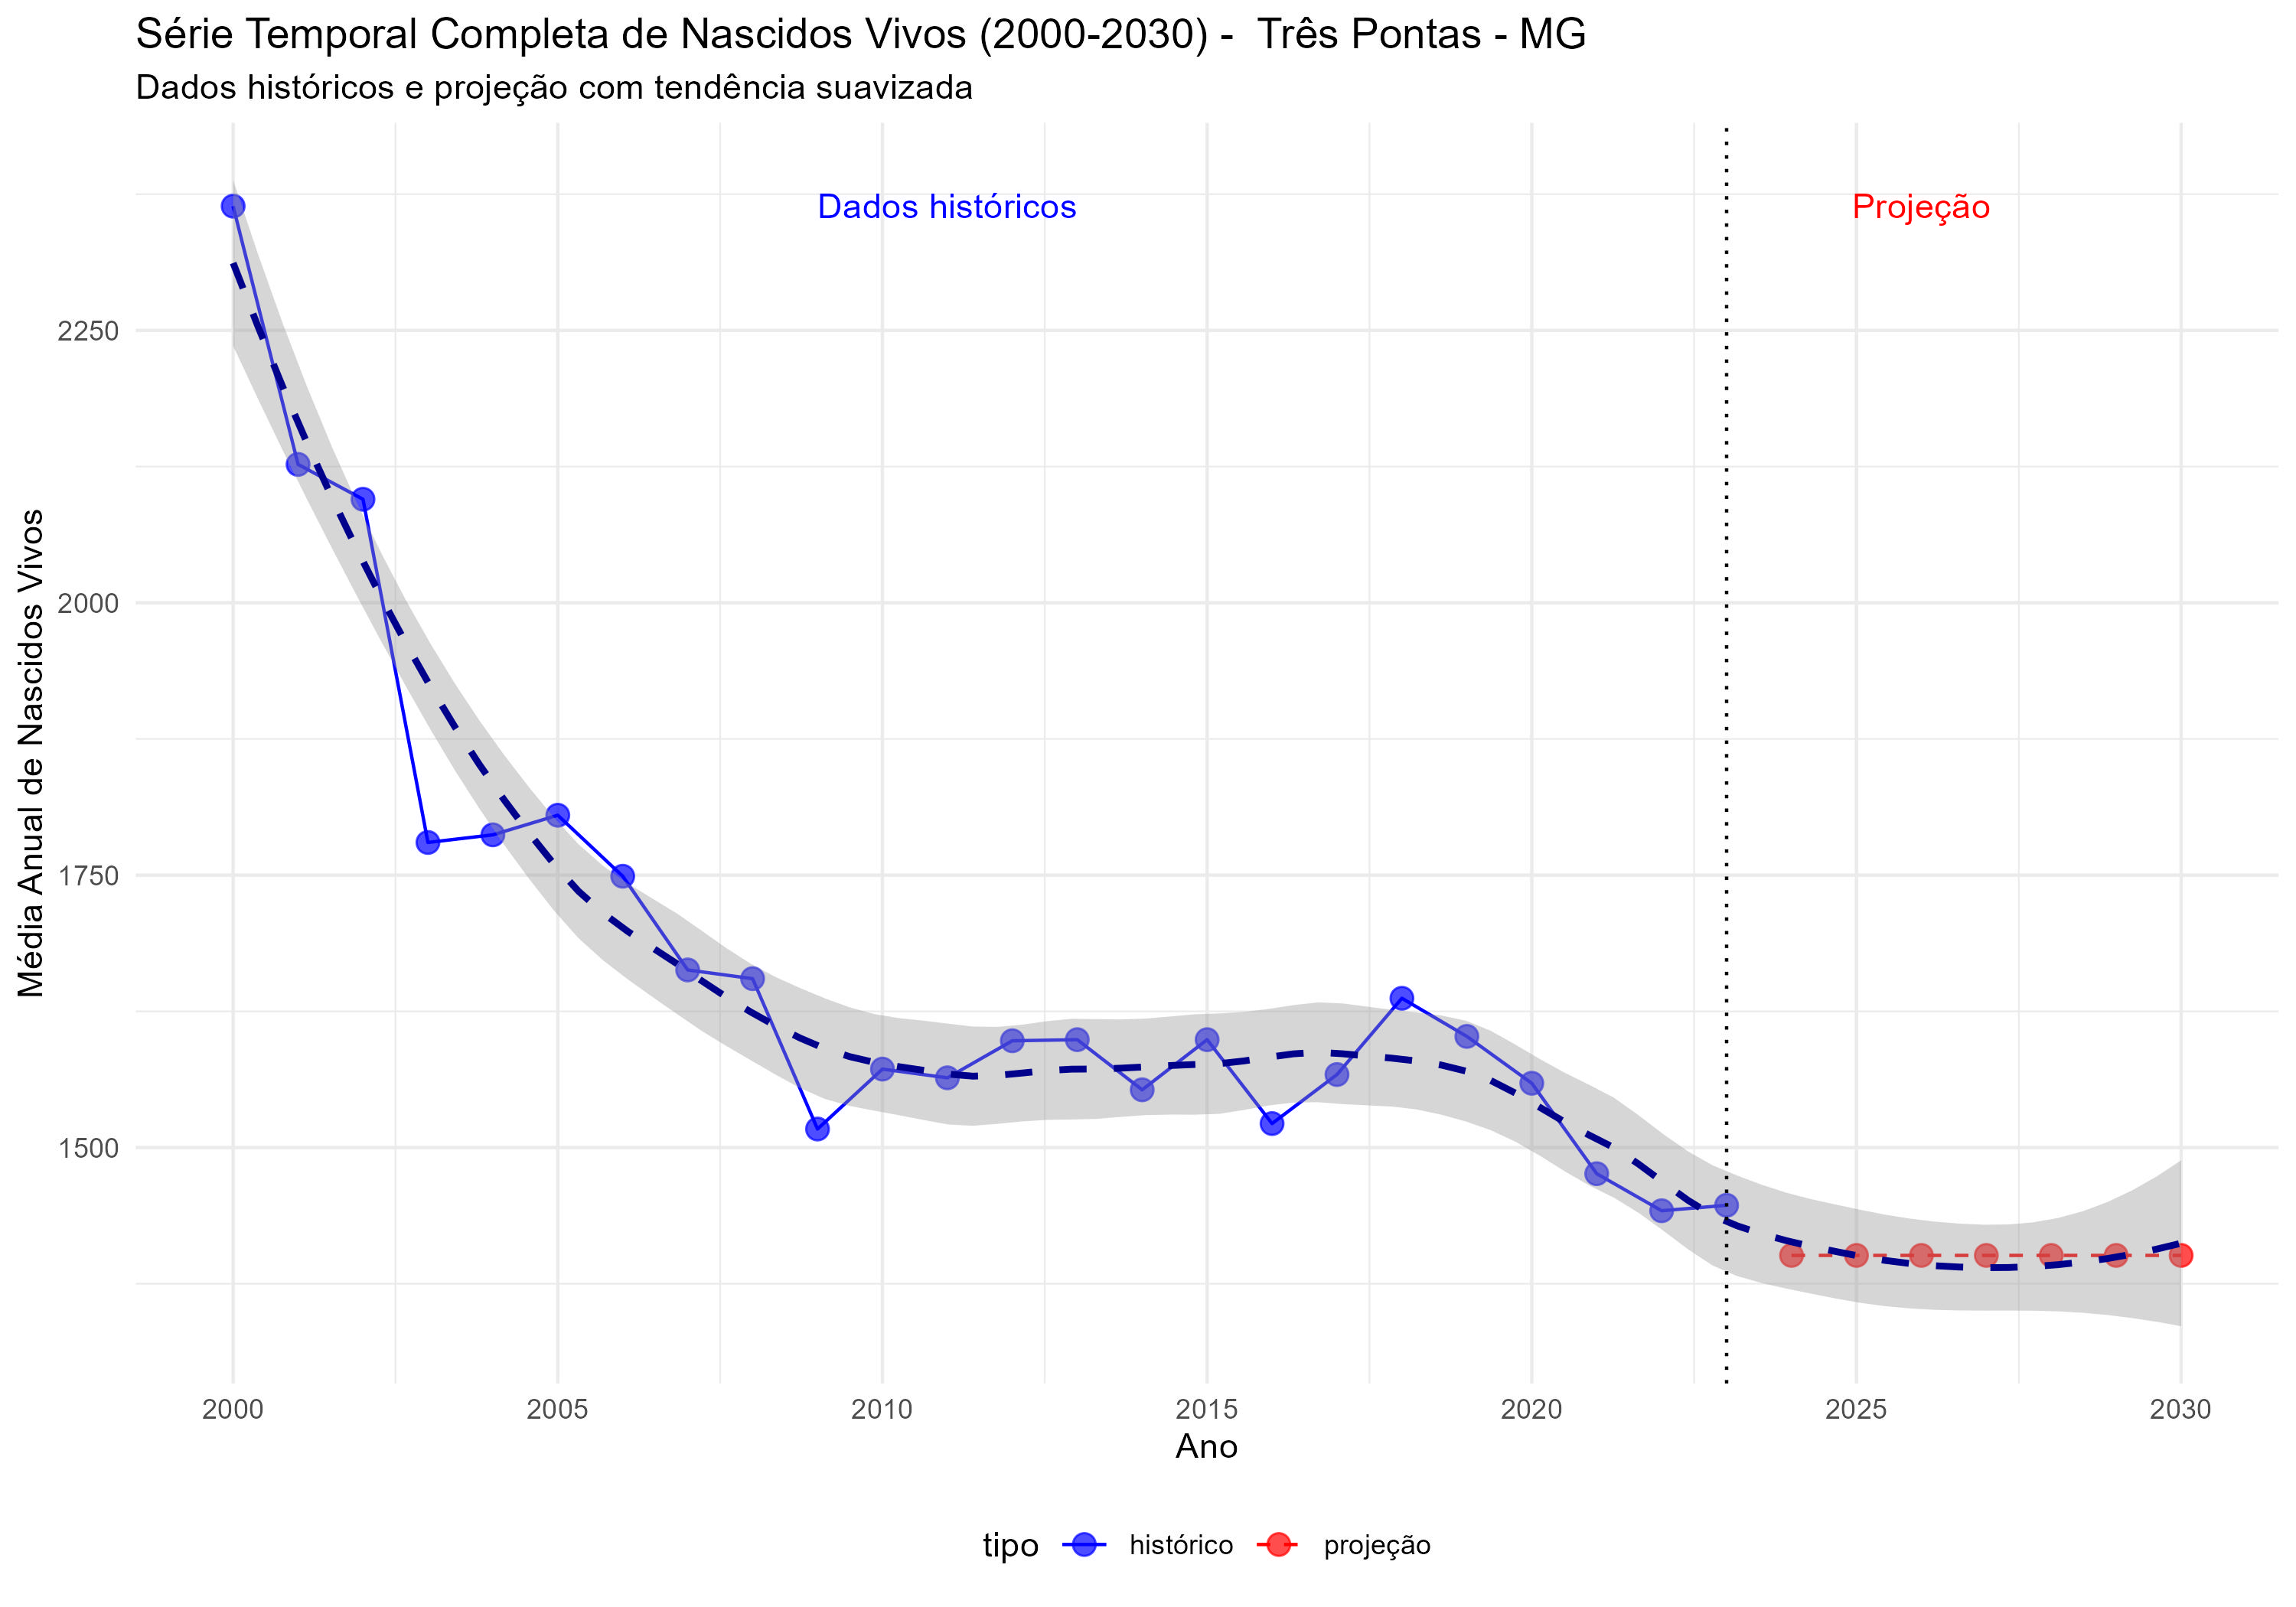 Série Temporal Completa de Nascidos Vivos (2000-2030) -  Três Pontas - MG
Dados históricos e projeção com tendência suavizada
Dados históricos
Projeção
Média Anual de Nascidos Vivos
2250
2000
1750
1500
2000 2005 2010 2015 2020 2025 2030
Ano
tipo histórico projeção